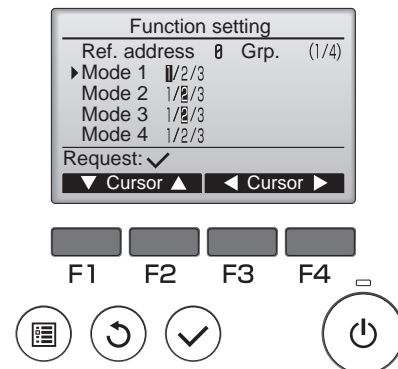 Function setting
Ref. address 0 Grp. (1/4)
▶Mode 1 1/2/3
Mode 2 1/2/3
Mode 3 1/2/3
Mode 4 1/2/3
Request: ✓
▼ Cursor ▲ ◀ Cursor ▶
F1 F2 F3 F4